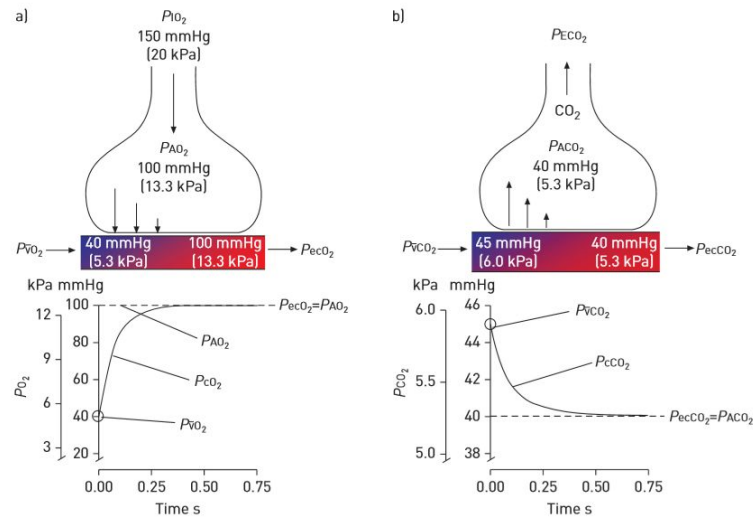 a)
PIO₂
150 mmHg
(20 kPa)
PAO₂
100 mmHg
(13.3 kPa)
Pv̄O₂
40 mmHg
(5.3 kPa)
100 mmHg
(13.3 kPa)
PecO₂
kPa mmHg
PO₂
12
9
6
3
100
80
60
40
20
PecO₂=PAO₂
PAO₂
PcO₂
Pv̄O₂
0.00 0.25 0.50 0.75
Time s
b)
PECO₂
CO₂
PACO₂
40 mmHg
(5.3 kPa)
Pv̄CO₂
45 mmHg
(6.0 kPa)
40 mmHg
(5.3 kPa)
PecCO₂
kPa mmHg
PCO₂
6.0
5.5
5.0
46
44
42
40
38
Pv̄CO₂
PcCO₂
PecCO₂=PACO₂
0.00 0.25 0.50 0.75
Time s